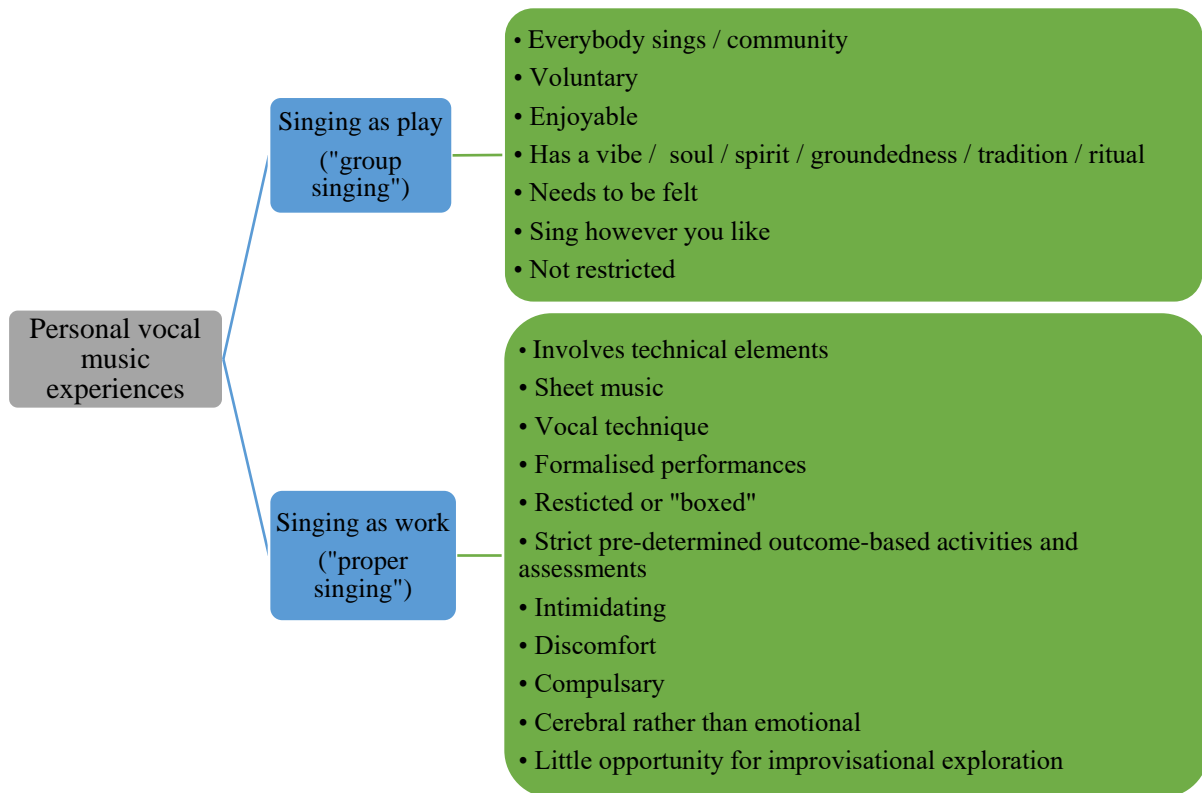 Personal vocal
music
experiences
Singing as play
("group
singing")
• Everybody sings / community
• Voluntary
• Enjoyable
• Has a vibe /  soul / spirit / groundedness / tradition / ritual
• Needs to be felt
• Sing however you like
• Not restricted
Singing as work
("proper
singing")
• Involves technical elements
• Sheet music
• Vocal technique
• Formalised performances
• Resticted or "boxed"
• Strict pre-determined outcome-based activities and
assessments
• Intimidating
• Discomfort
• Compulsary
• Cerebral rather than emotional
• Little opportunity for improvisational exploration